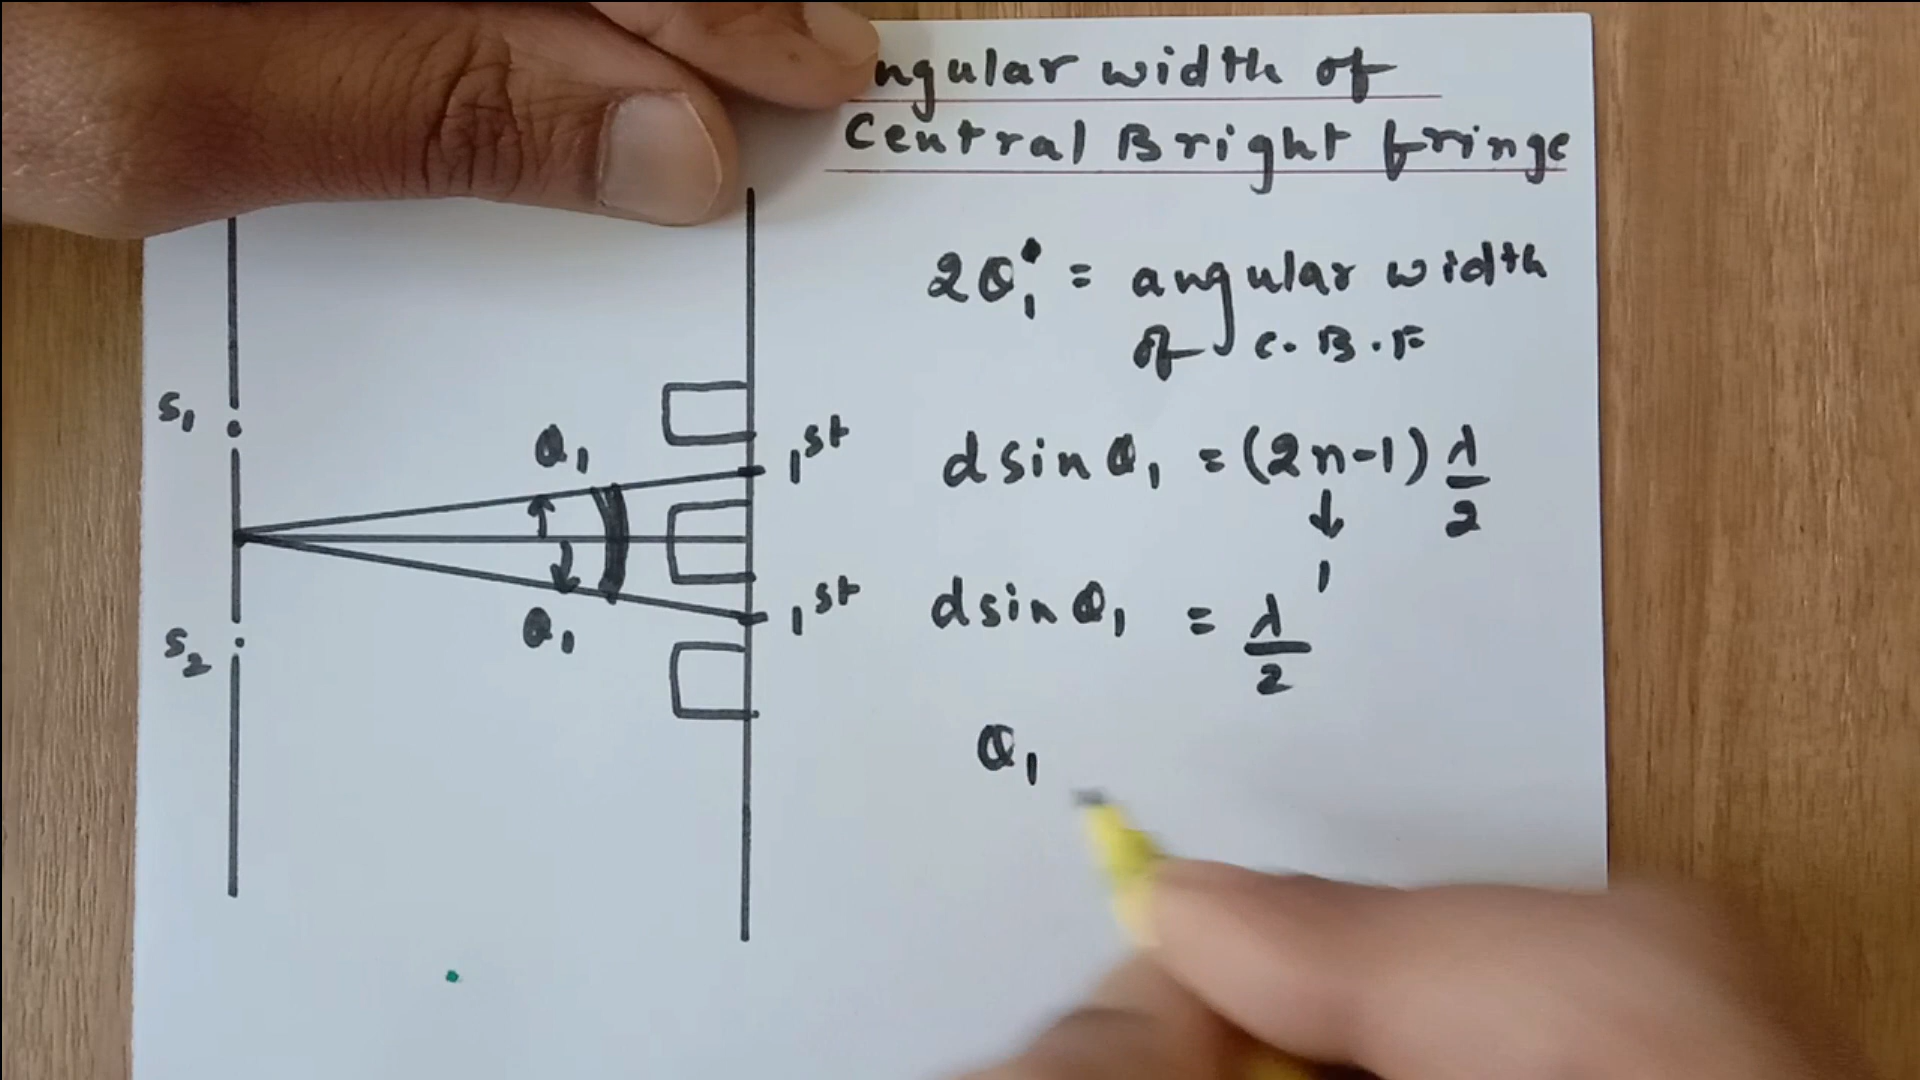 ngular width of
Central Bright fringe
2θ₁ = angular width
of C.B.F
S₁
θ₁
1st
d sin θ₁ = (2n-1) λ/2
↓
1
θ₁
1st
S₂
d sin θ₁ = λ/2
θ₁